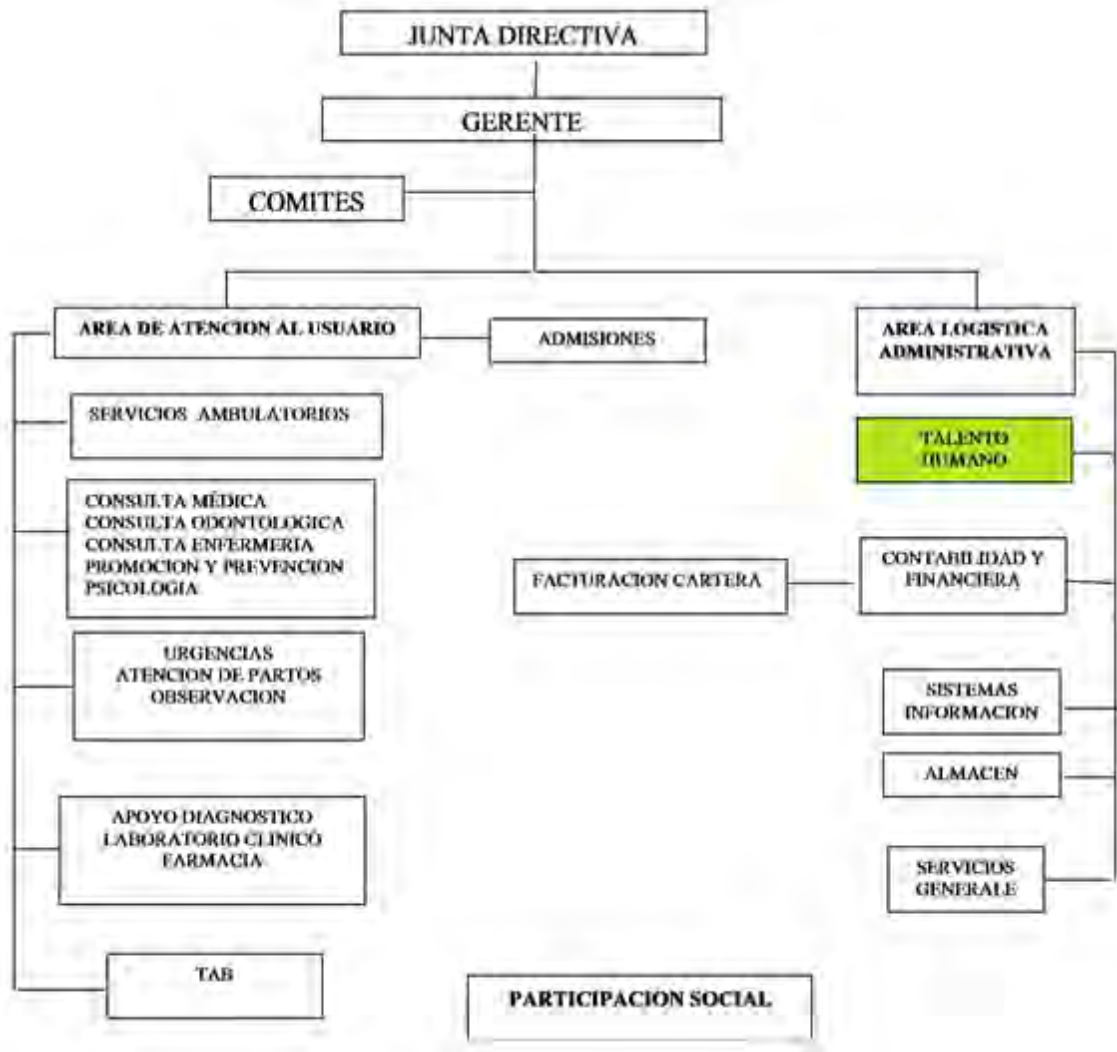 JUNTA DIRECTIVA
GERENTE
COMITES
AREA DE ATENCION AL USUARIO
ADMISIONES
AREA LOGISTICA
ADMINISTRATIVA
SERVICIOS AMBULATORIOS
TALENTO
HUMANO
CONSULTA MÉDICA
CONSULTA ODONTOLOGICA
CONSULTA ENFERMERIA
PROMOCION Y PREVENCION
PSICOLOGIA
FACTURACION CARTERA
CONTABILIDAD Y
FINANCIERA
URGENCIAS
ATENCION DE PARTOS
OBSERVACION
SISTEMAS
INFORMACION
ALMACEN
APOYO DIAGNOSTICO
LABORATORIO CLINICO
FARMACIA
SERVICIOS
GENERALE
TAB
PARTICIPACION SOCIAL